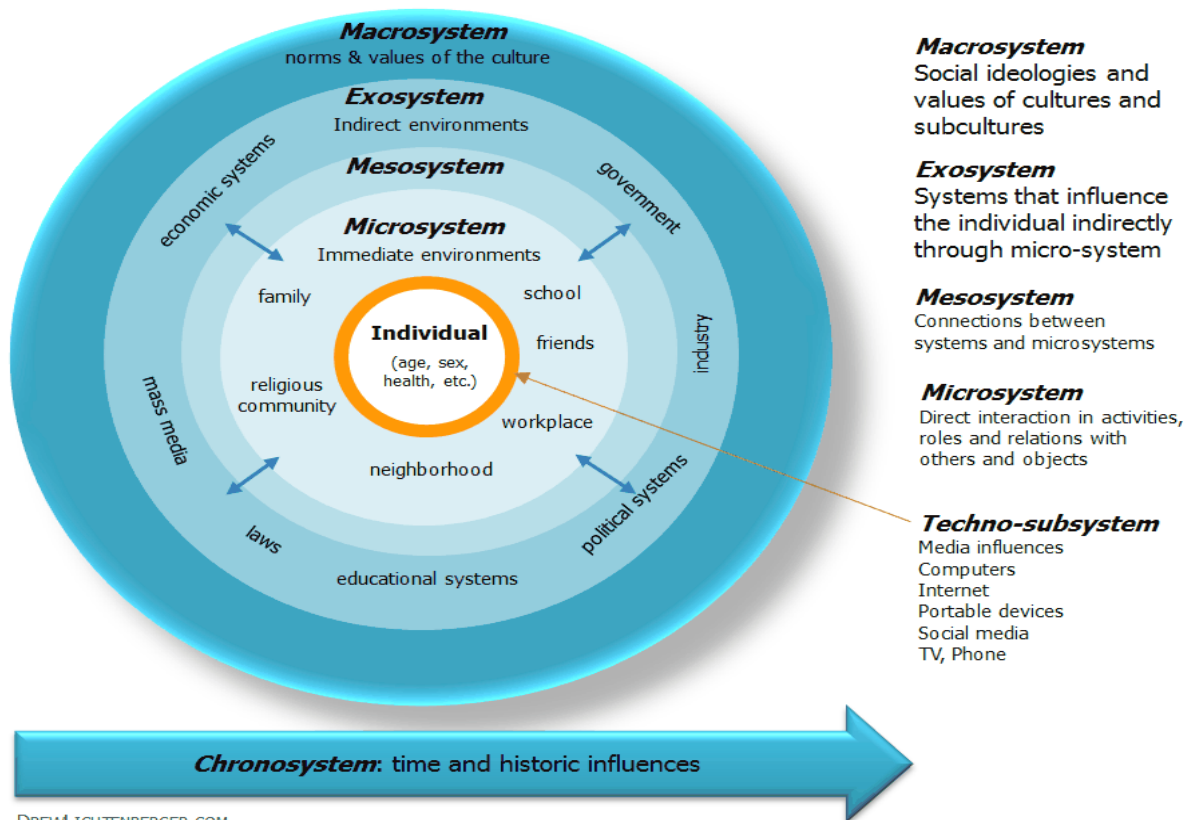 Macrosystem
norms & values of the culture
Exosystem
Indirect environments
Mesosystem
Microsystem
Immediate environments
economic systems
government
family
school
Individual
(age, sex,
health, etc.)
friends
industry
religious
community
mass media
workplace
neighborhood
political systems
laws
educational systems
Macrosystem
Social ideologies and
values of cultures and
subcultures
Exosystem
Systems that influence
the individual indirectly
through micro-system
Mesosystem
Connections between
systems and microsystems
Microsystem
Direct interaction in activities,
roles and relations with
others and objects
Techno-subsystem
Media influences
Computers
Internet
Portable devices
Social media
TV, Phone
Chronosystem: time and historic influences